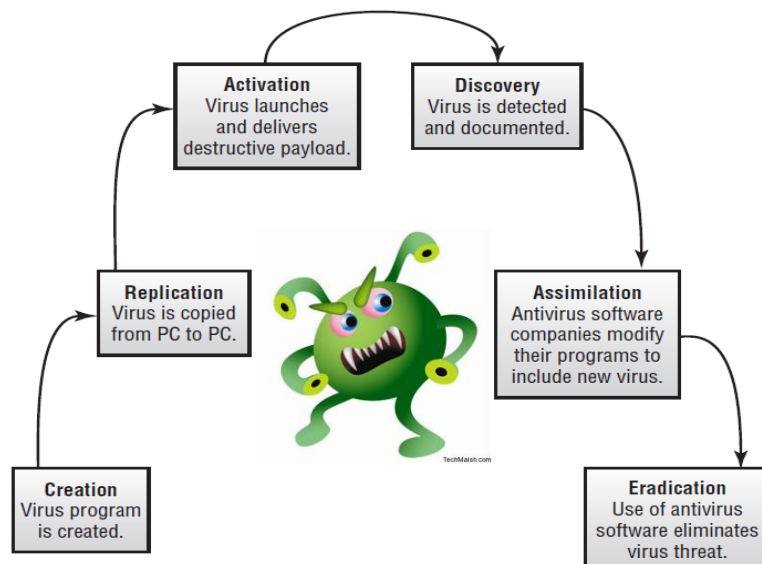 Activation
Virus launches
and delivers
destructive payload.
Discovery
Virus is detected
and documented.
Replication
Virus is copied
from PC to PC.
Assimilation
Antivirus software
companies modify
their programs to
include new virus.
TechMaish.com
Creation
Virus program
is created.
Eradication
Use of antivirus
software eliminates
virus threat.